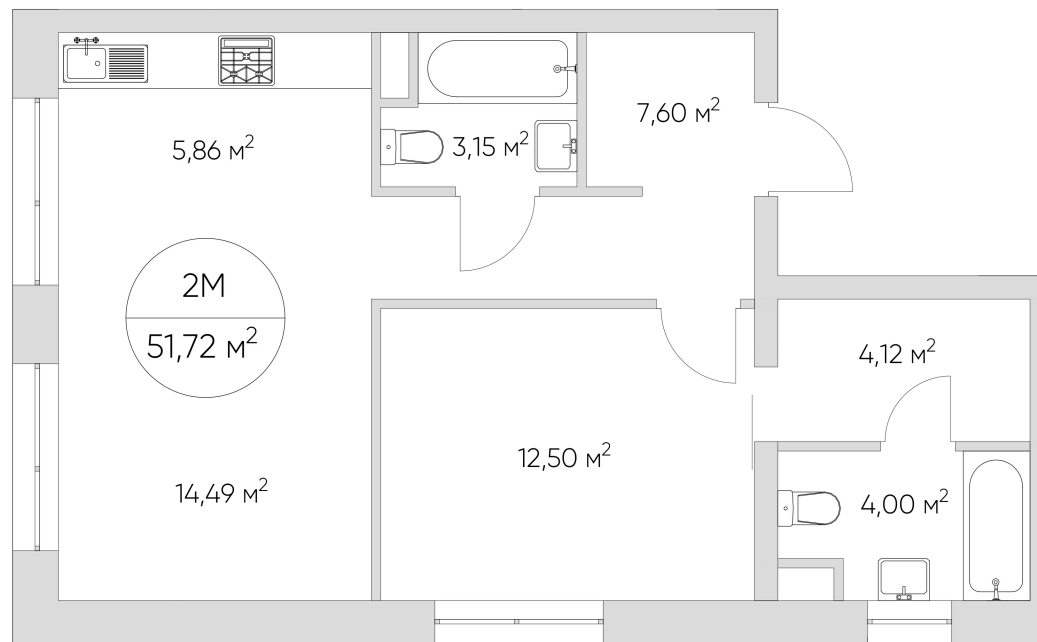 7,60 м²
5,86 м²
3,15 м²
2М
51,72 м²
4,12 м²
12,50 м²
14,49 м²
4,00 м²